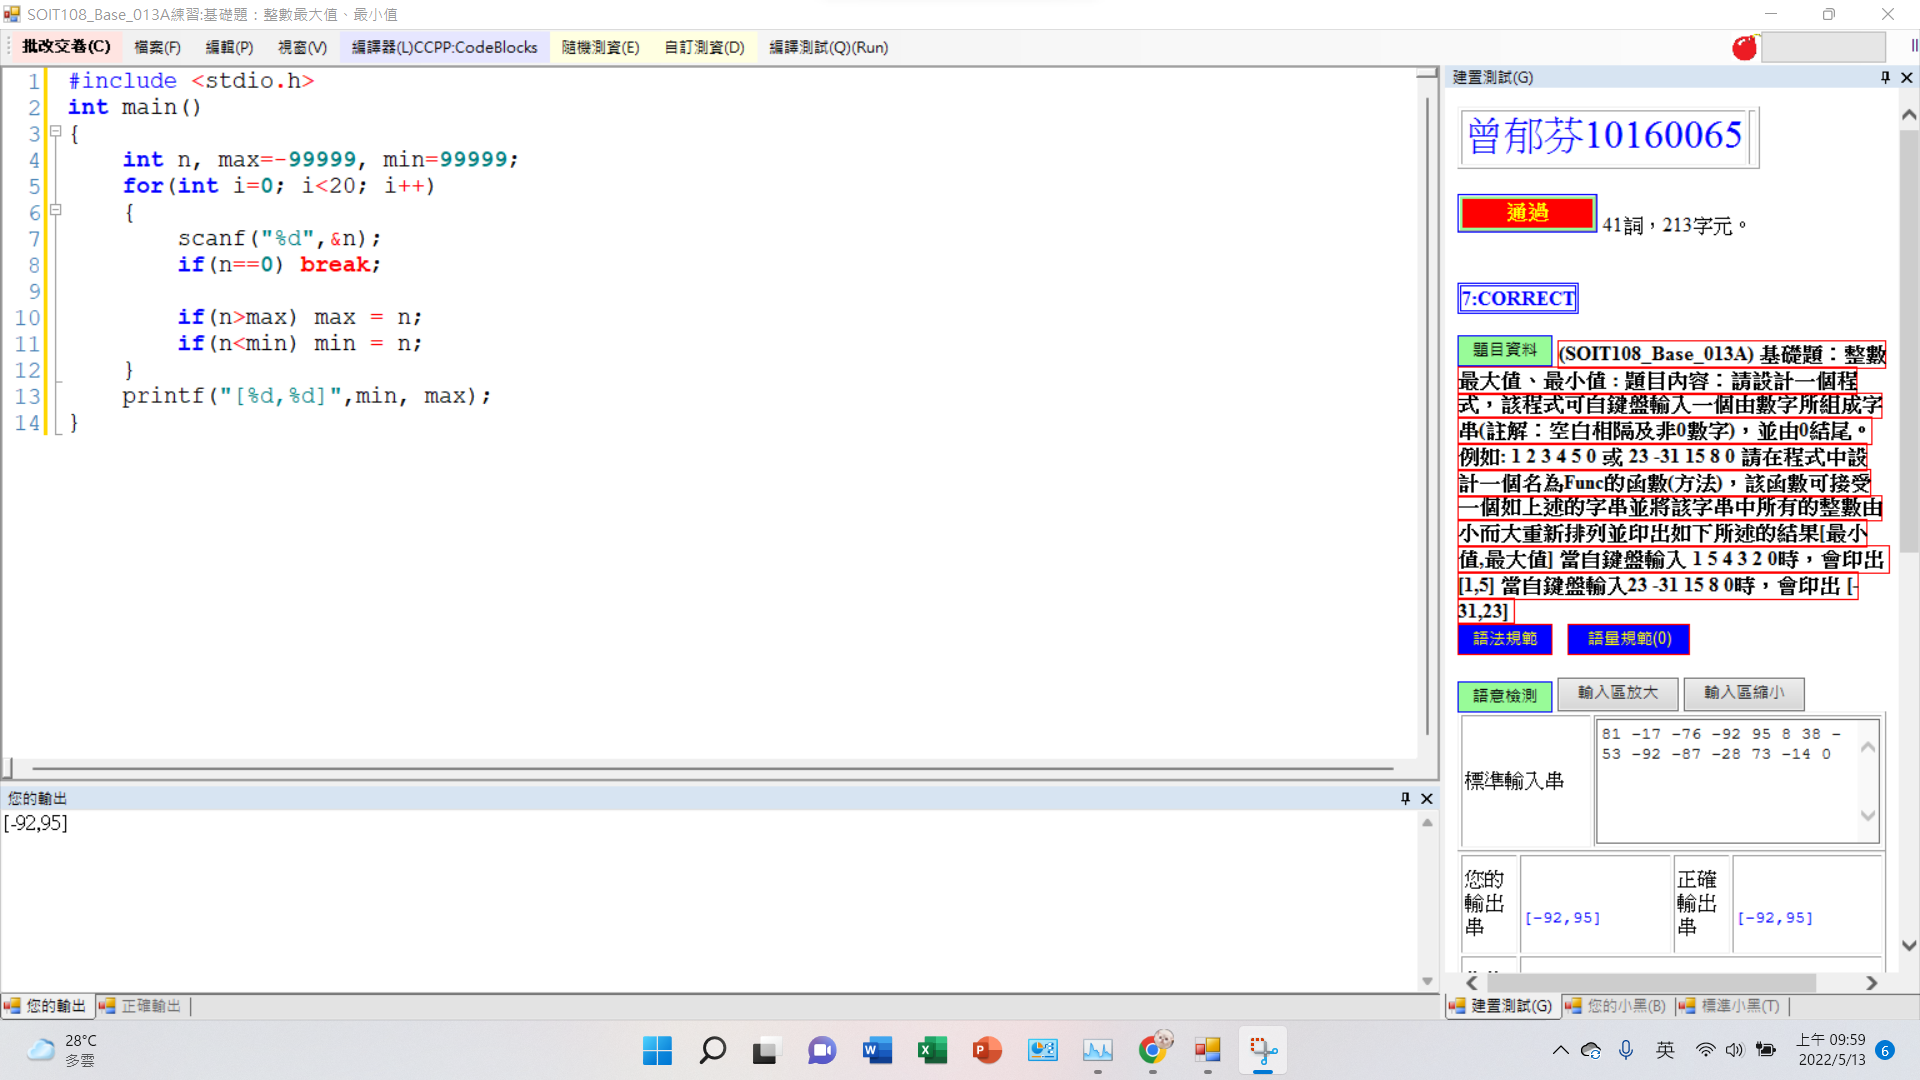 SOIT108_Base_013A練習:基礎題：整數最大值、最小值
批改交卷(C) 檔案(F) 編輯(P) 視窗(V) 編譯器(L)CCPP:CodeBlocks 隨機測資(E) 自訂測資(D) 編譯測試(Q)(Run)
1 #include <stdio.h>
2 int main()
3 {
4 int n, max=-99999, min=99999;
5 for(int i=0; i<20; i++)
6 {
7 scanf("%d",&n);
8 if(n==0) break;
9
10 if(n>max) max = n;
11 if(n<min) min = n;
12 }
13 printf("[%d,%d]",min, max);
14 }
您的輸出
[-92,95]
您的輸出 正確輸出
建置測試(G)
曾郁芬10160065
通過 41詞，213字元。
7:CORRECT
題目資料 (SOIT108_Base_013A) 基礎題：整數
最大值、最小值 : 題目內容：請設計一個程
式，該程式可自鍵盤輸入一個由數字所組成字
串(註解：空白相隔及非0數字)，並由0結尾。
例如: 1 2 3 4 5 0 或 23 -31 15 8 0 請在程式中設
計一個名為Func的函數(方法)，該函數可接受
一個如上述的字串並將該字串中所有的整數由
小而大重新排列並印出如下所述的結果[最小
值,最大值] 當自鍵盤輸入 1 5 4 3 2 0時，會印出
[1,5] 當自鍵盤輸入23 -31 15 8 0時，會印出 [-
31,23]
語法規範 語量規範(0)
語意檢測 輸入區放大 輸入區縮小
標準輸入串
81 -17 -76 -92 95 8 38 -
53 -92 -87 -28 73 -14 0
您的
輸出
串
[-92,95]
正確
輸出
串
[-92,95]
建置測試(G) 您的小黑(B) 標準小黑(T)
28°C
多雲
英
上午 09:59
2022/5/13
6